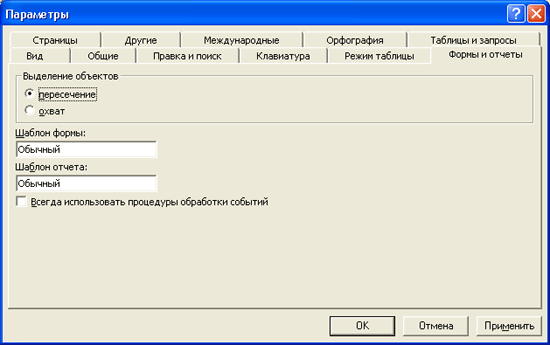 Параметры
Страницы Другие Международные Орфография Таблицы и запросы
Вид Общие Правка и поиск Клавиатура Режим таблицы Формы и отчеты
Выделение объектов
пересечение
охват
Шаблон формы:
Обычный
Шаблон отчета:
Обычный
Всегда использовать процедуры обработки событий
OK Отмена Применить